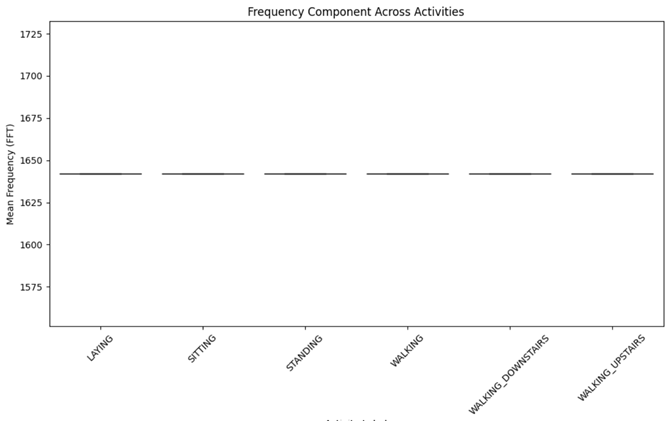 Frequency Component Across Activities
Mean Frequency (FFT)
1725
1700
1675
1650
1625
1600
1575
LAYING
SITTING
STANDING
WALKING
WALKING_DOWNSTAIRS
WALKING_UPSTAIRS